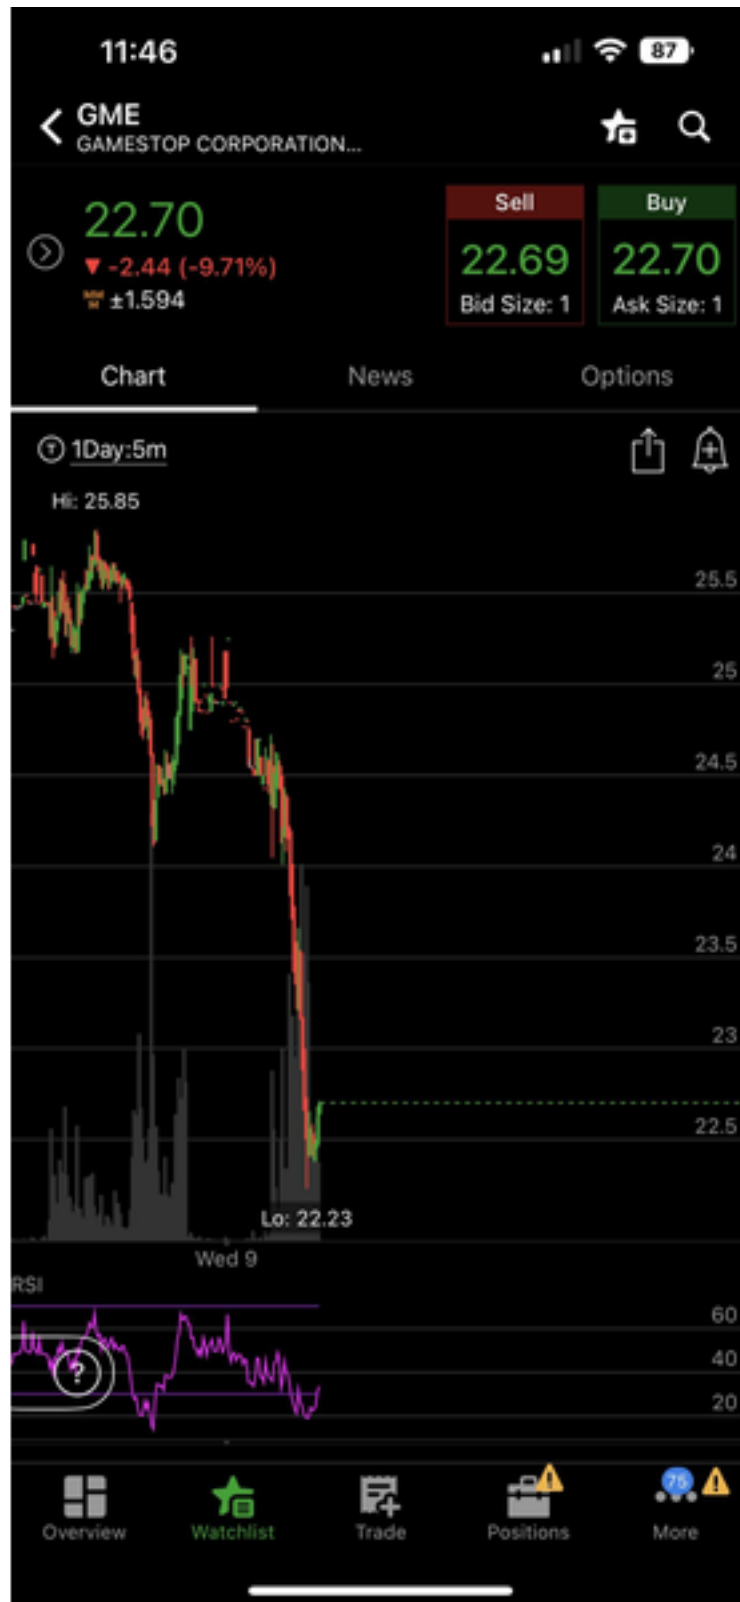 11:46
87
GME
GAMESTOP CORPORATION...
22.70
▼ -2.44 (-9.71%)
±1.594
Sell
22.69
Bid Size: 1
Buy
22.70
Ask Size: 1
Chart
News
Options
T 1Day:5m
Hi: 25.85
25.5
25
24.5
24
23.5
23
22.5
Lo: 22.23
Wed 9
RSI
60
40
20
?
75
Overview
Watchlist
Trade
Positions
More